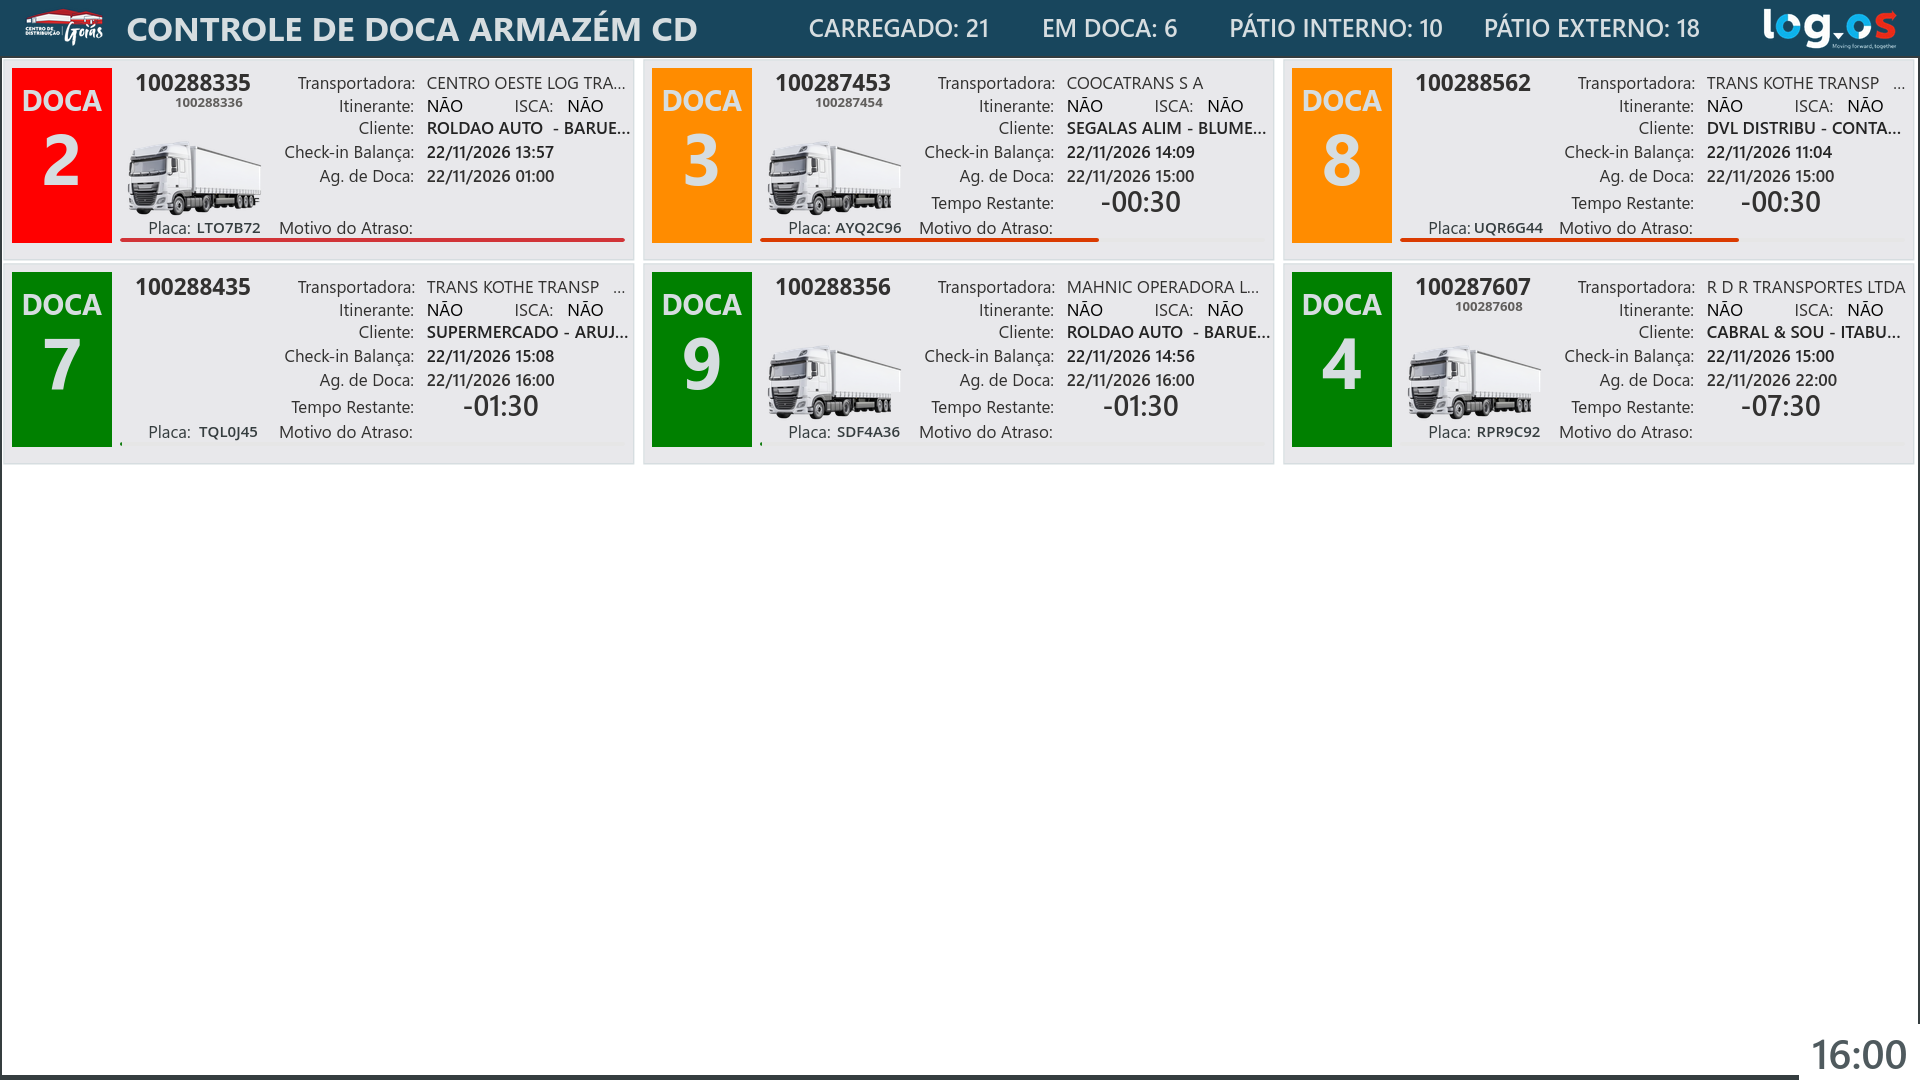 CENTRO DE DISTRIBUIÇÃO Goiás
CONTROLE DE DOCA ARMAZÉM CD
CARREGADO: 21
EM DOCA: 6
PÁTIO INTERNO: 10
PÁTIO EXTERNO: 18
log.os
Moving forward, together
DOCA
2
100288335
100288336
Transportadora: CENTRO OESTE LOG TRA...
Itinerante: NÃO ISCA: NÃO
Cliente: ROLDAO AUTO - BARUE...
Check-in Balança: 22/11/2026 13:57
Ag. de Doca: 22/11/2026 01:00
Placa: LTO7B72 Motivo do Atraso:
DOCA
3
100287453
100287454
Transportadora: COOCATRANS S A
Itinerante: NÃO ISCA: NÃO
Cliente: SEGALAS ALIM - BLUME...
Check-in Balança: 22/11/2026 14:09
Ag. de Doca: 22/11/2026 15:00
Tempo Restante: -00:30
Placa: AYQ2C96 Motivo do Atraso:
DOCA
8
100288562
Transportadora: TRANS KOTHE TRANSP ...
Itinerante: NÃO ISCA: NÃO
Cliente: DVL DISTRIBU - CONTA...
Check-in Balança: 22/11/2026 11:04
Ag. de Doca: 22/11/2026 15:00
Tempo Restante: -00:30
Placa: UQR6G44 Motivo do Atraso:
DOCA
7
100288435
Transportadora: TRANS KOTHE TRANSP ...
Itinerante: NÃO ISCA: NÃO
Cliente: SUPERMERCADO - ARUJ...
Check-in Balança: 22/11/2026 15:08
Ag. de Doca: 22/11/2026 16:00
Tempo Restante: -01:30
Placa: TQL0J45 Motivo do Atraso:
DOCA
9
100288356
Transportadora: MAHNIC OPERADORA L...
Itinerante: NÃO ISCA: NÃO
Cliente: ROLDAO AUTO - BARUE...
Check-in Balança: 22/11/2026 14:56
Ag. de Doca: 22/11/2026 16:00
Tempo Restante: -01:30
Placa: SDF4A36 Motivo do Atraso:
DOCA
4
100287607
100287608
Transportadora: R D R TRANSPORTES LTDA
Itinerante: NÃO ISCA: NÃO
Cliente: CABRAL & SOU - ITABU...
Check-in Balança: 22/11/2026 15:00
Ag. de Doca: 22/11/2026 22:00
Tempo Restante: -07:30
Placa: RPR9C92 Motivo do Atraso:
16:00